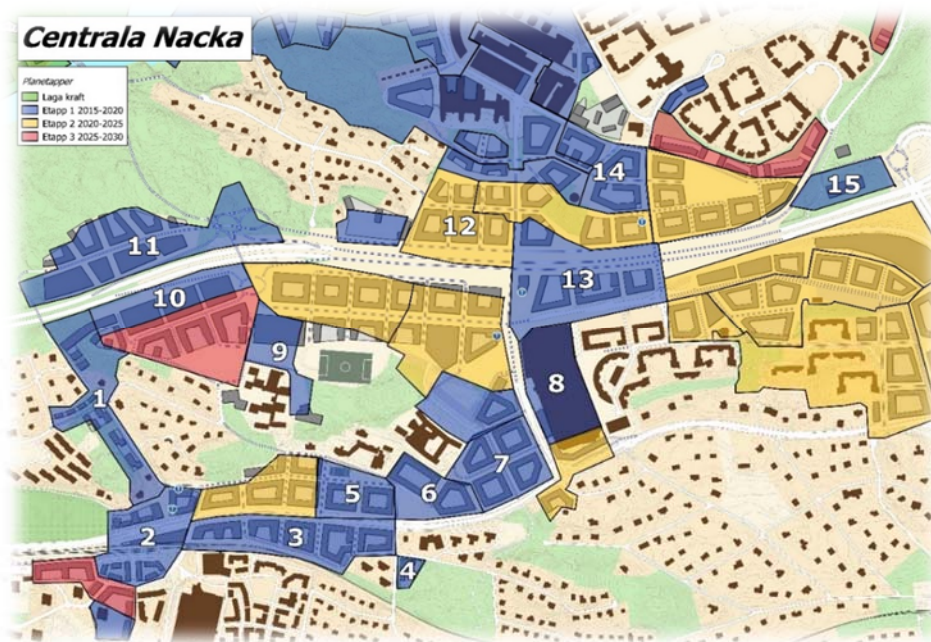 Centrala Nacka
Planetapper
Laga kraft
Etapp 1 2015-2020
Etapp 2 2020-2025
Etapp 3 2025-2030
14
15
12
11
13
10
9
8
1
7
5
6
2
3
4